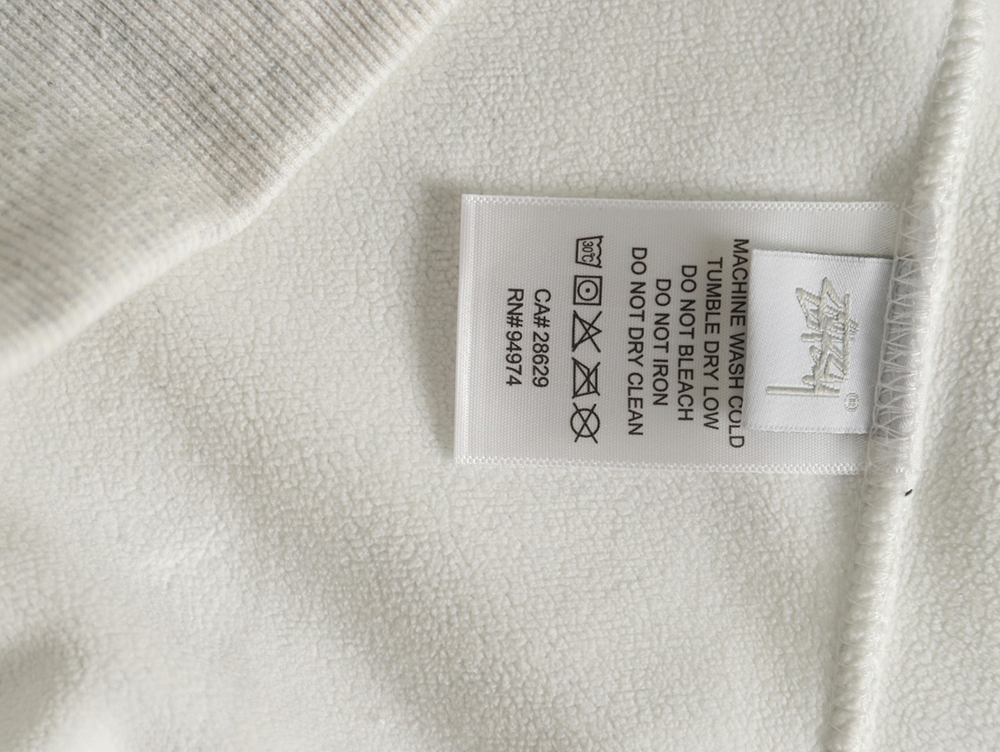 STÜSSY
®
MACHINE WASH COLD
TUMBLE DRY LOW
DO NOT BLEACH
DO NOT IRON
DO NOT DRY CLEAN
30℃
CA# 28629
RN# 94974